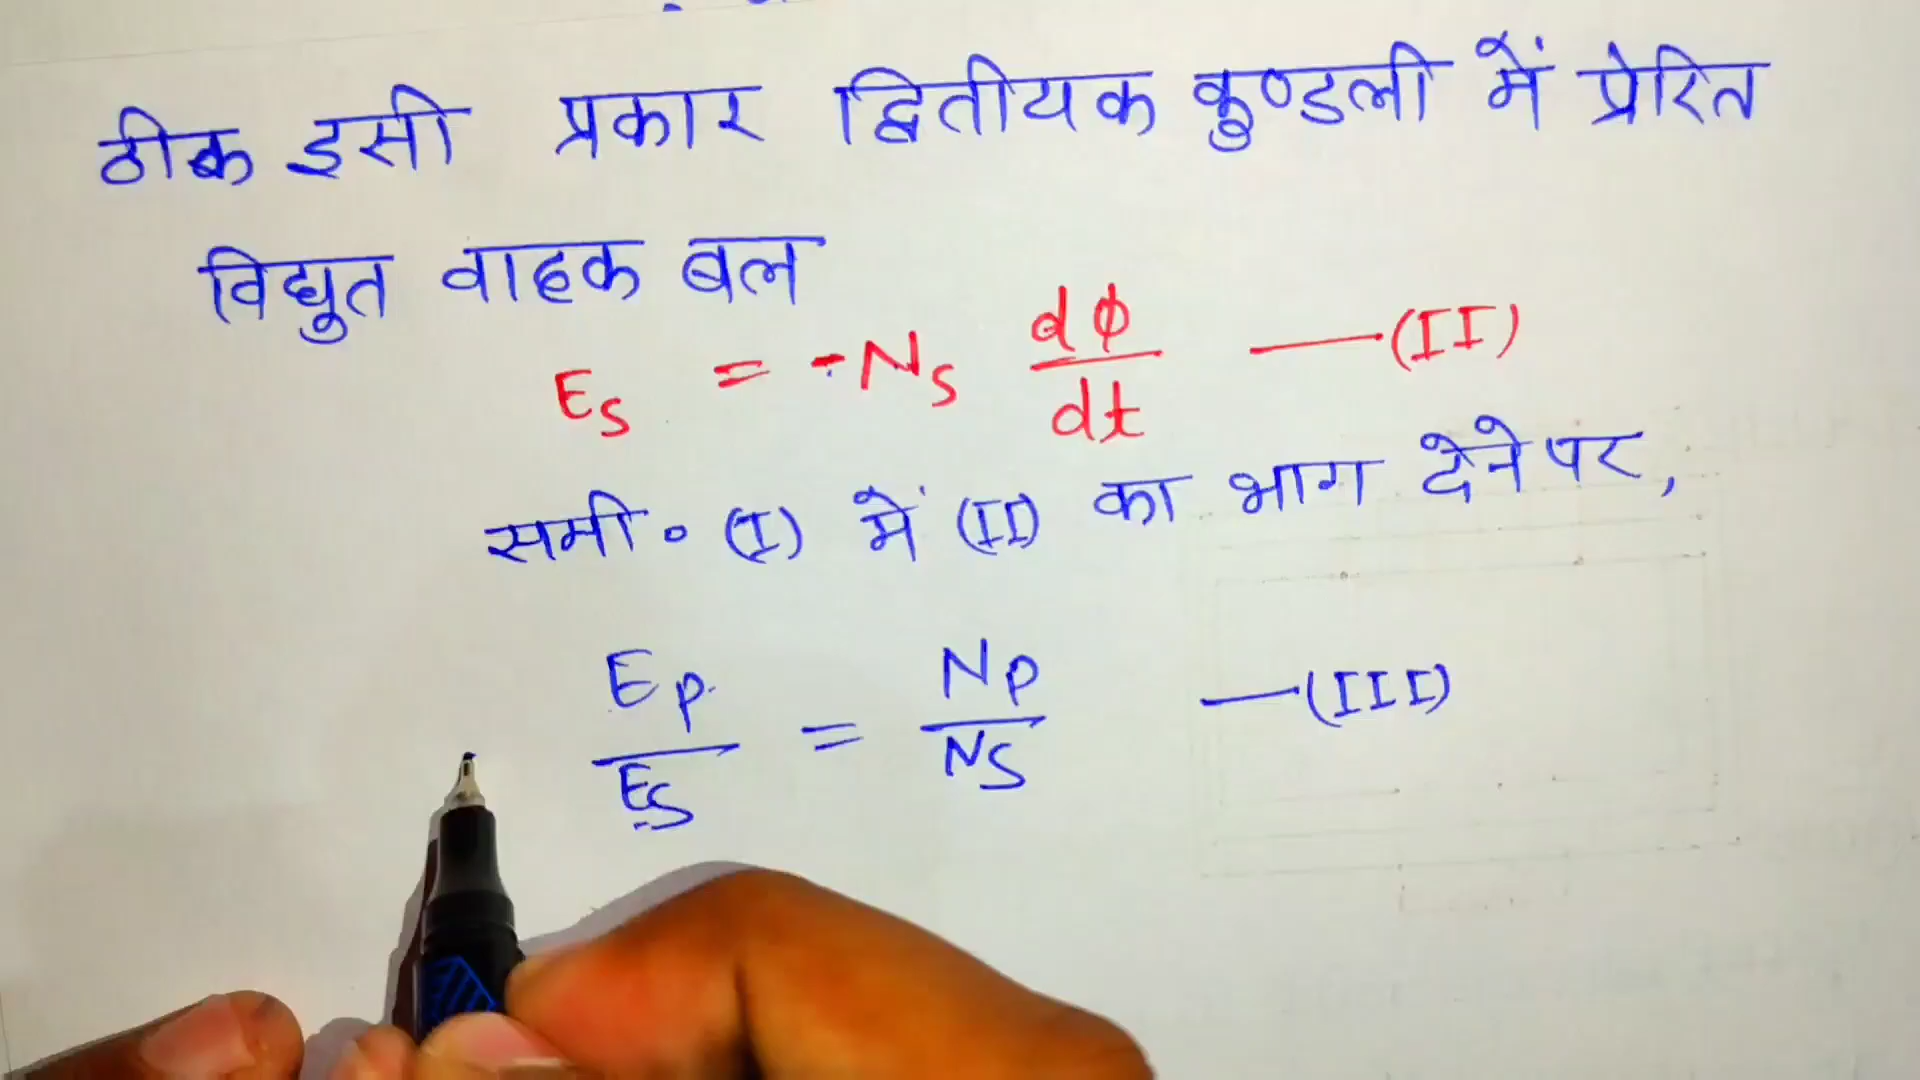 ठीक इसी प्रकार द्वितीयक कुण्डली में प्रेरित
विद्युत वाहक बल
Es = -Ns dφ/dt —(II)
समी० (I) में (II) का भाग देने पर,
Ep/Es = Np/Ns —(III)